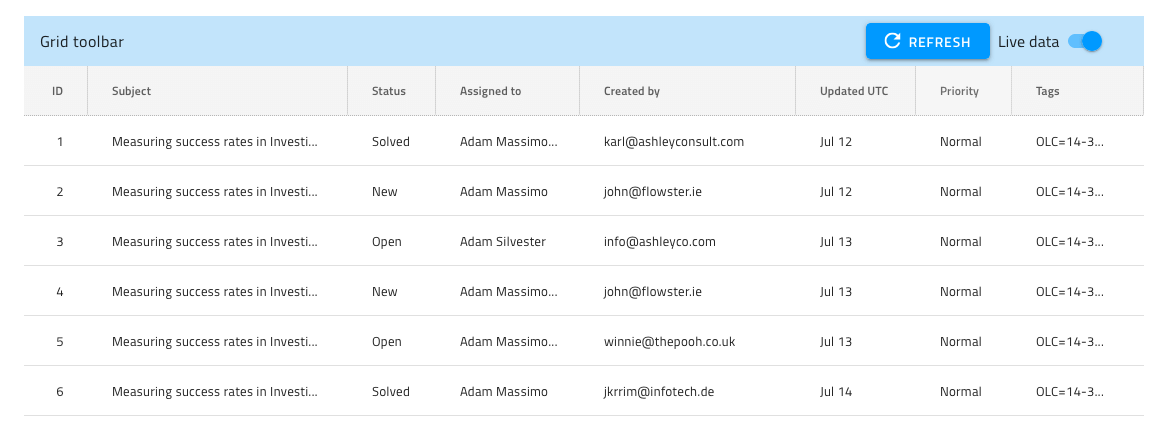 Grid toolbar REFRESH Live data
ID Subject Status Assigned to Created by Updated UTC Priority Tags
1 Measuring success rates in Investi... Solved Adam Massimo... karl@ashleyconsult.com Jul 12 Normal OLC=14-3...
2 Measuring success rates in Investi... New Adam Massimo john@flowster.ie Jul 12 Normal OLC=14-3...
3 Measuring success rates in Investi... Open Adam Silvester info@ashleyco.com Jul 13 Normal OLC=14-3...
4 Measuring success rates in Investi... New Adam Massimo... john@flowster.ie Jul 13 Normal OLC=14-3...
5 Measuring success rates in Investi... Open Adam Massimo... winnie@thepooh.co.uk Jul 13 Normal OLC=14-3...
6 Measuring success rates in Investi... Solved Adam Massimo jkrrim@infotech.de Jul 14 Normal OLC=14-3...